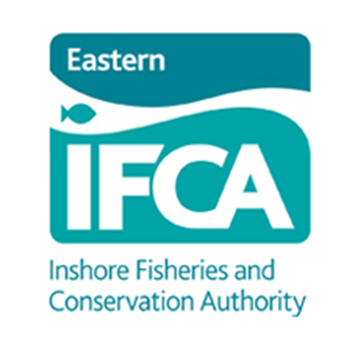 Eastern
IFCA
Inshore Fisheries and
Conservation Authority